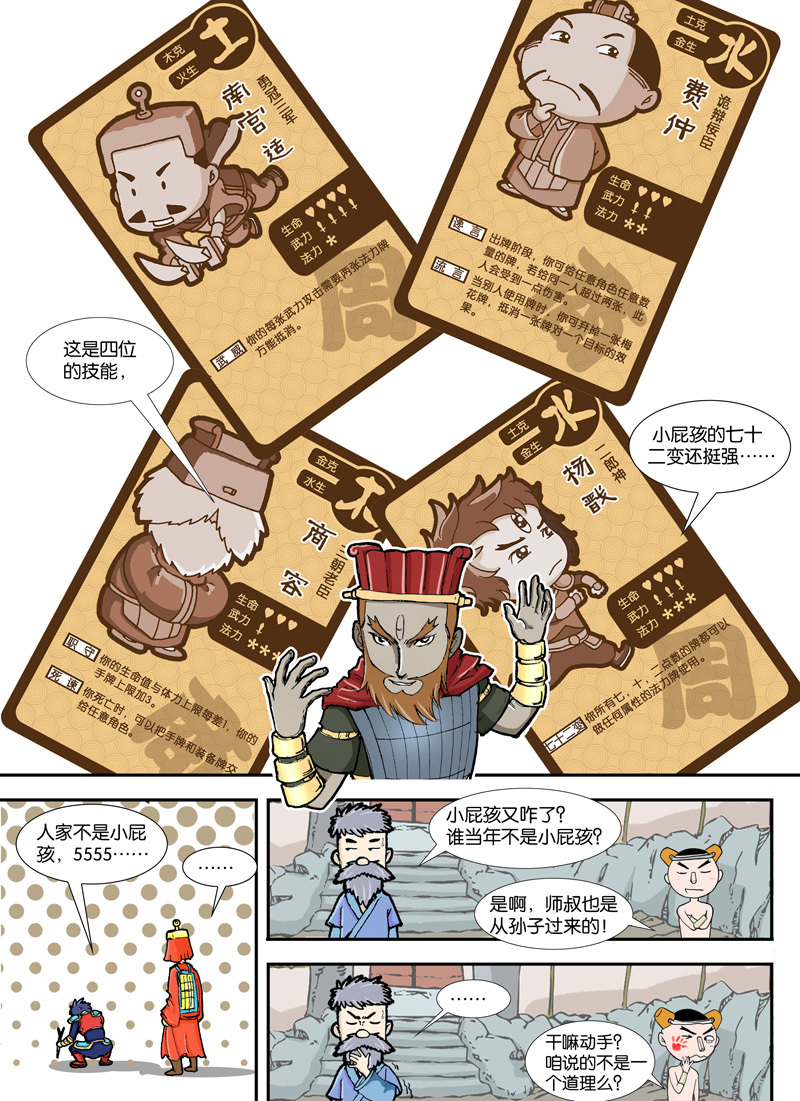 木克
火生
土
勇冠三军
南宫适
生命
武力
法力
武威
你的每张武力攻击需要两张法力牌
方能抵消。
周
土克
金生
水
诡辩佞臣
费仲
生命
武力
法力
逢言
出牌阶段，你可给任意角色任意数
量的牌，若给同一人超过两张，此
人会受到一点伤害。
流言
当别人使用牌时，你可弃掉一张梅
花牌，抵消一张牌对一个目标的效
果。
这是四位
的技能，
金克
水生
木
三朝老臣
商容
生命
武力
法力
职守
你的生命值与体力上限每差1，你的
手牌上限加3。
死谏
你死亡时，可以把手牌和装备牌交
给任意角色。
土克
金生
水
二郎神
杨戬
生命
武力
法力
七十二变
你所有七，十，二点数的牌都可以
做任何属性的法力牌使用。
周
小屁孩的七十
二变还挺强……
人家不是小屁
孩，5555……
……
小屁孩又咋了？
谁当年不是小屁孩？
是啊，师叔也是
从孙子过来的！
……
干嘛动手？
咱说的不是一
个道理么？